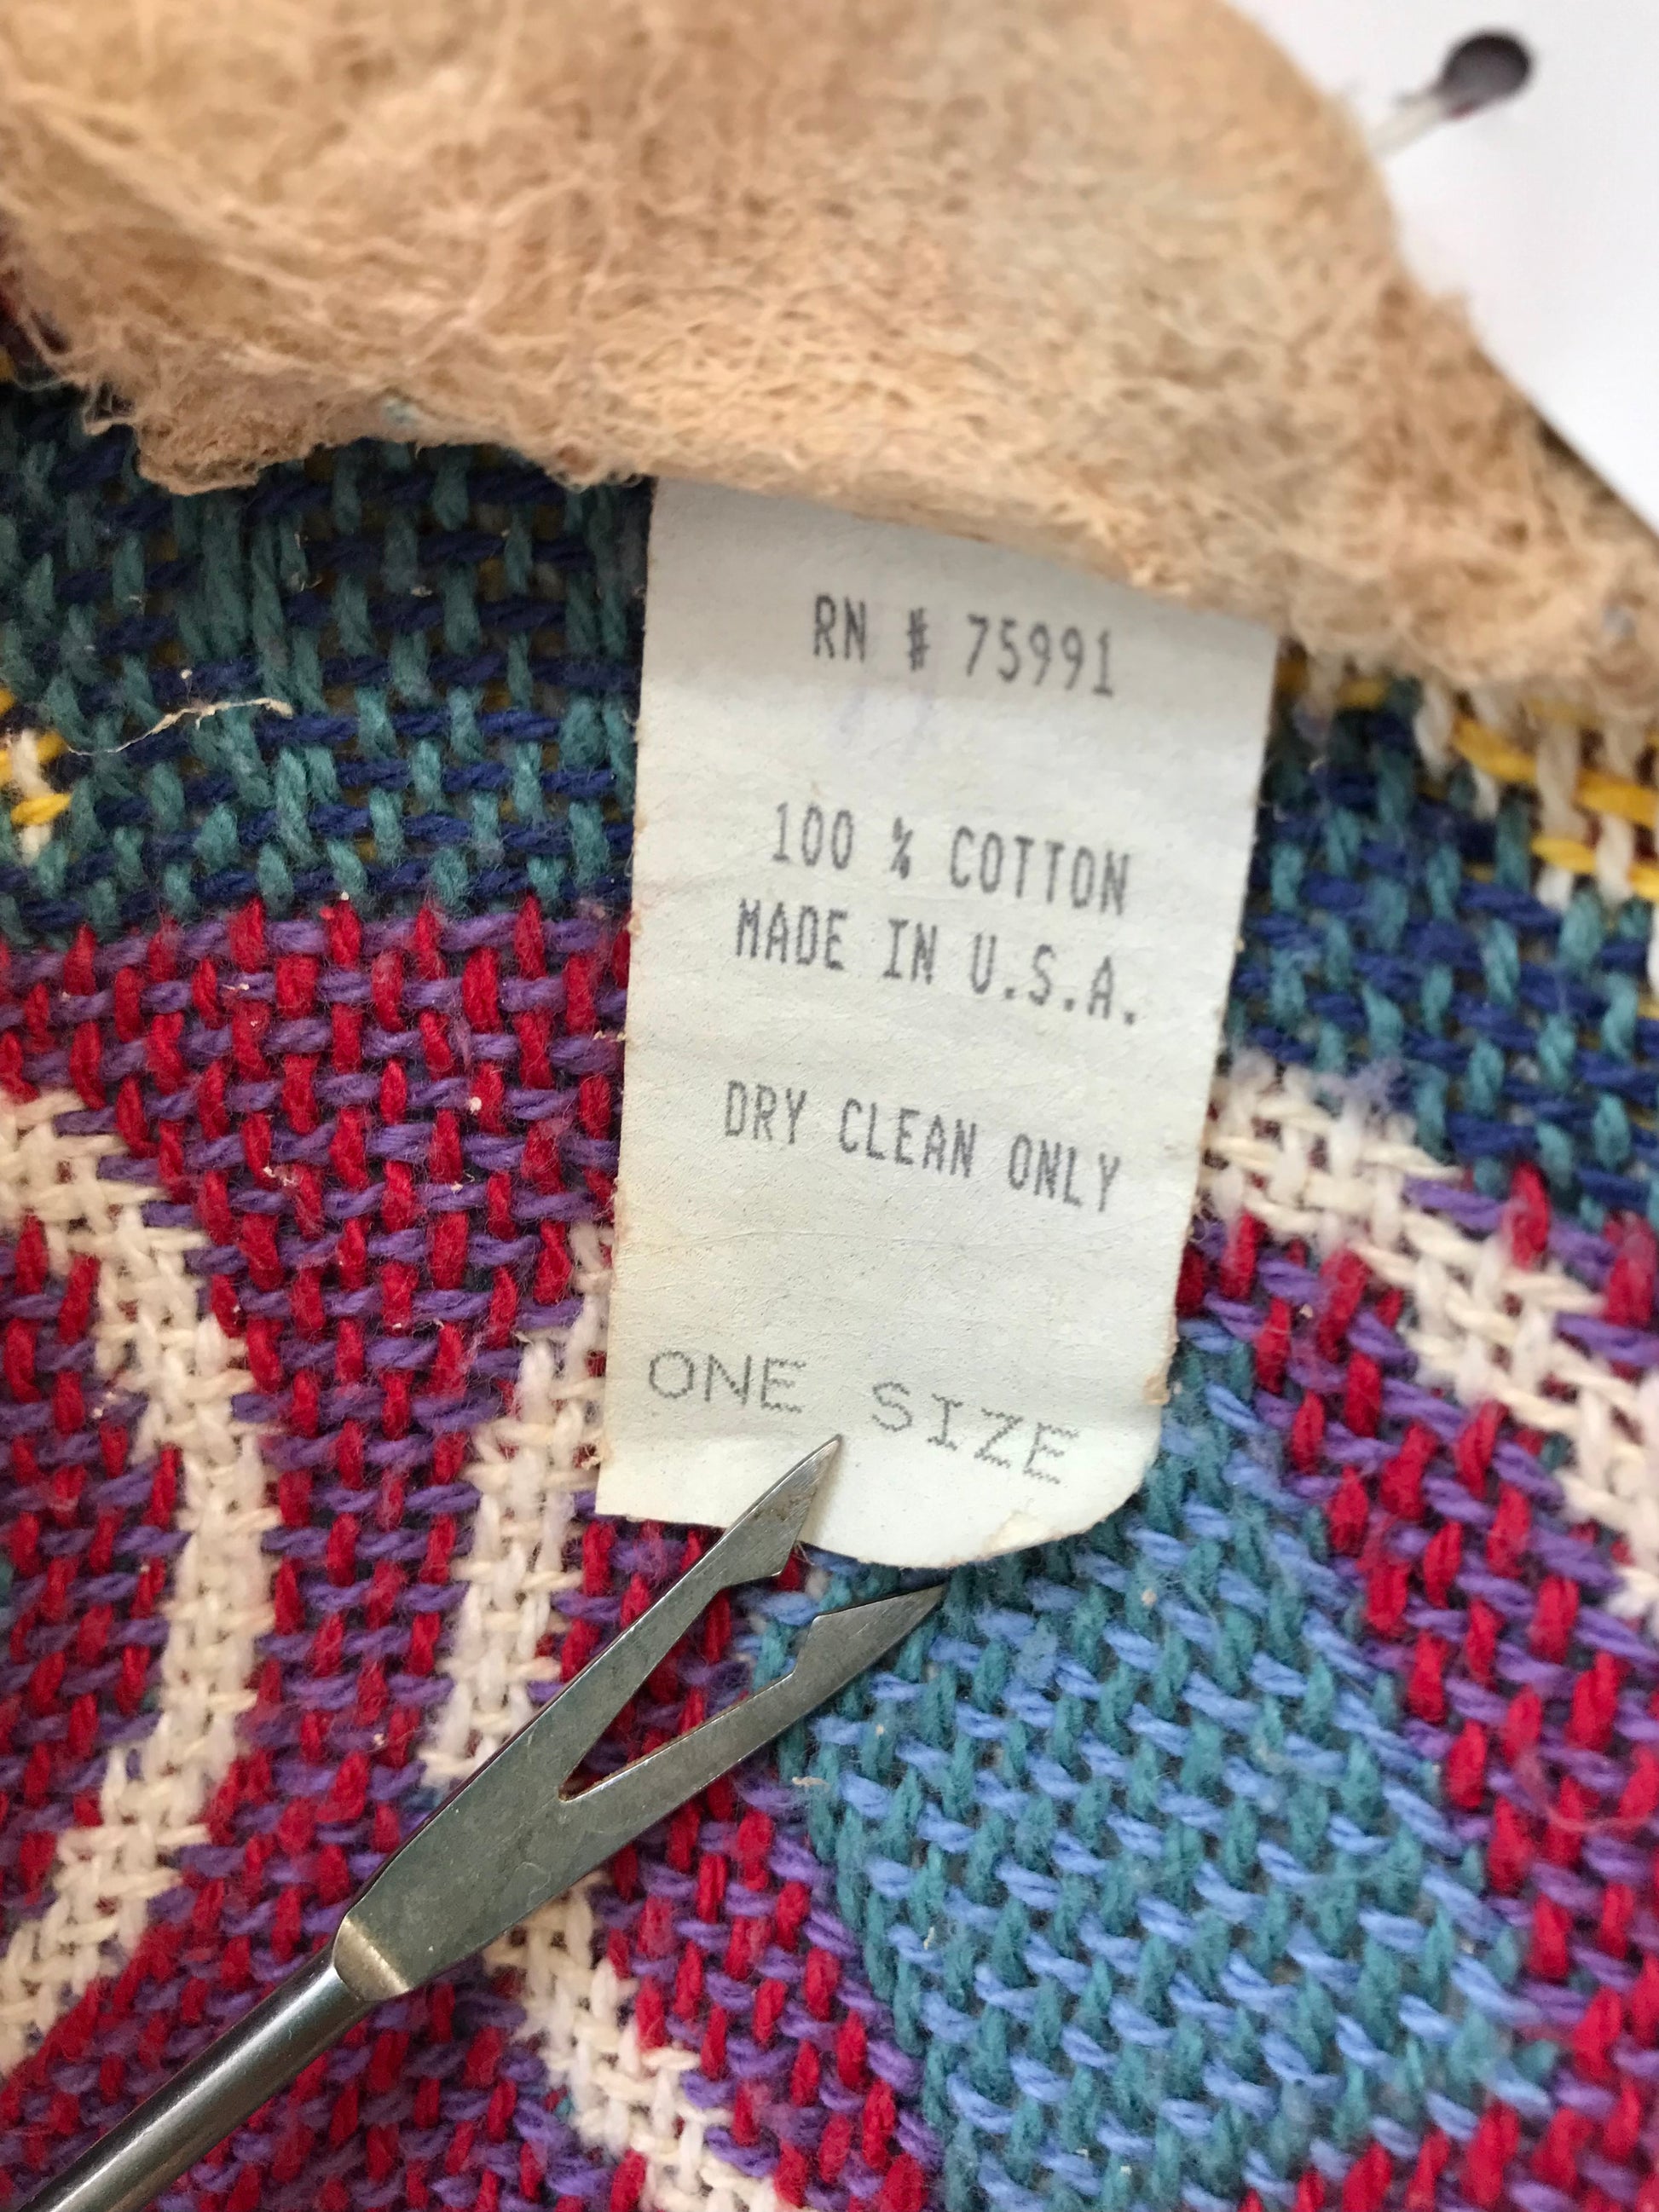 RN # 75991
100 % COTTON
MADE IN U.S.A.
DRY CLEAN ONLY
ONE SIZE